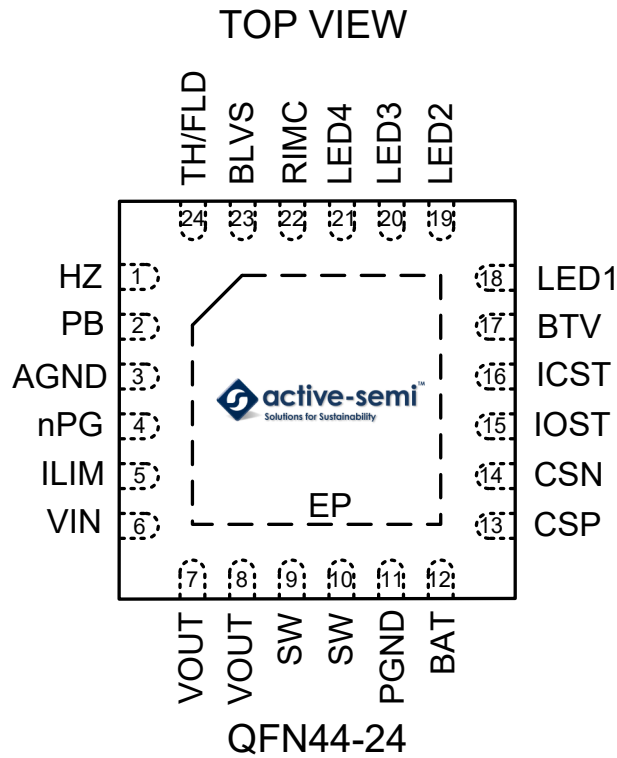 TOP VIEW
TH/FLD
BLVS
RIMC
LED4
LED3
LED2
24
23
22
21
20
19
HZ
1
PB
2
AGND
3
nPG
4
ILIM
5
VIN
6
active-semi™
Solutions for Sustainability
EP
18
LED1
17
BTV
16
ICST
15
IOST
14
CSN
13
CSP
7
8
9
10
11
12
VOUT
VOUT
SW
SW
PGND
BAT
QFN44-24